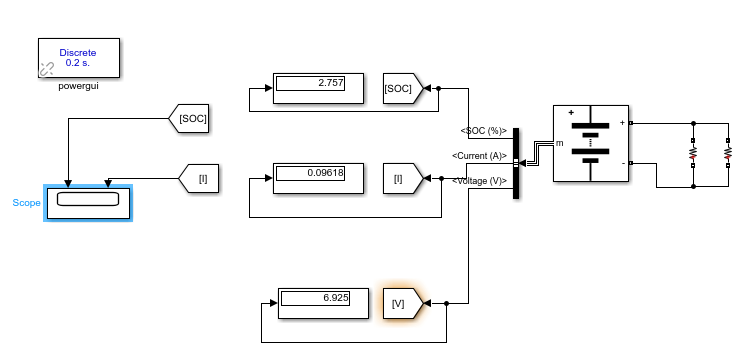 Discrete
0.2 s.
powergui
[SOC]
[I]
Scope
2.757
[SOC]
0.09618
[I]
6.925
[V]
<SOC (%)>
<Current (A)>
<Voltage (V)>
+
m
+
-